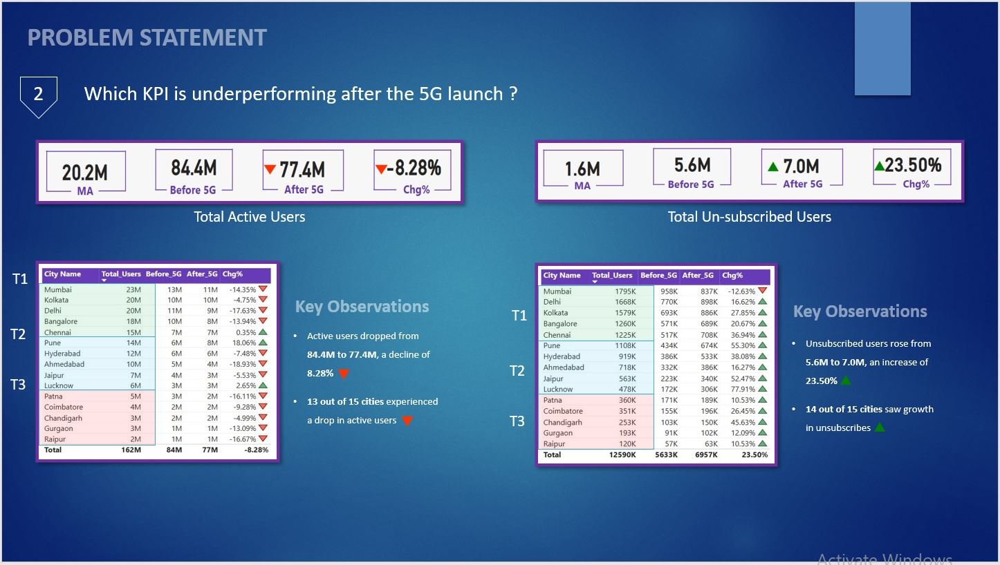 PROBLEM STATEMENT
2
Which KPI is underperforming after the 5G launch ?
20.2M
MA
84.4M
Before 5G
77.4M
After 5G
-8.28%
Chg%
Total Active Users
1.6M
MA
5.6M
Before 5G
7.0M
After 5G
23.50%
Chg%
Total Un-subscribed Users
T1
T2
T3
City Name Total_Users Before_5G After_5G Chg%
Mumbai 23M 13M 11M -14.35%
Kolkata 20M 10M 10M -4.75%
Delhi 20M 11M 9M -17.63%
Bangalore 18M 10M 8M -13.94%
Chennai 15M 7M 7M 0.35%
Pune 14M 6M 8M 18.06%
Hyderabad 12M 6M 6M -7.48%
Ahmedabad 10M 5M 4M -18.93%
Jaipur 7M 4M 3M -5.53%
Lucknow 6M 3M 3M 2.65%
Patna 5M 3M 2M -16.11%
Coimbatore 4M 2M 2M -9.28%
Chandigarh 3M 2M 2M -4.99%
Gurgaon 3M 1M 1M -13.09%
Raipur 2M 1M 1M -16.67%
Total 162M 84M 77M -8.28%
Key Observations
• Active users dropped from
84.4M to 77.4M, a decline of
8.28%
• 13 out of 15 cities experienced
a drop in active users
T1
T2
T3
City Name Total_Users Before_5G After_5G Chg%
Mumbai 1795K 958K 837K -12.63%
Delhi 1668K 770K 898K 16.62%
Kolkata 1579K 693K 886K 27.85%
Bangalore 1260K 571K 689K 20.67%
Chennai 1225K 517K 708K 36.94%
Pune 1108K 434K 674K 55.30%
Hyderabad 919K 386K 533K 38.08%
Ahmedabad 718K 332K 386K 16.27%
Jaipur 563K 223K 340K 52.47%
Lucknow 478K 172K 306K 77.91%
Patna 360K 171K 189K 10.53%
Coimbatore 351K 155K 196K 26.45%
Chandigarh 253K 103K 150K 45.63%
Gurgaon 193K 91K 102K 12.09%
Raipur 120K 57K 63K 10.53%
Total 12590K 5633K 6957K 23.50%
Key Observations
• Unsubscribed users rose from
5.6M to 7.0M, an increase of
23.50%
• 14 out of 15 cities saw growth
in unsubscribes
Activate Windows